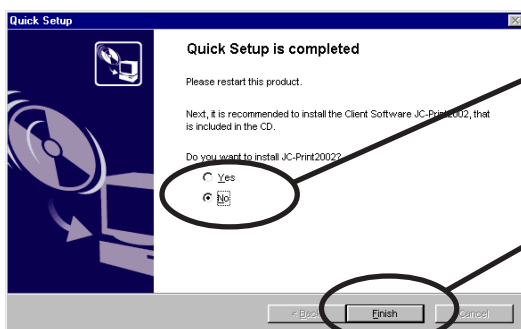 Quick Setup
Quick Setup is completed
Please restart this product.
Next, it is recommended to install the Client Software JC-Print2002, that
is included in the CD.
Do you want to install JC-Print2002?
Yes
No
< Back
Finish
Cancel